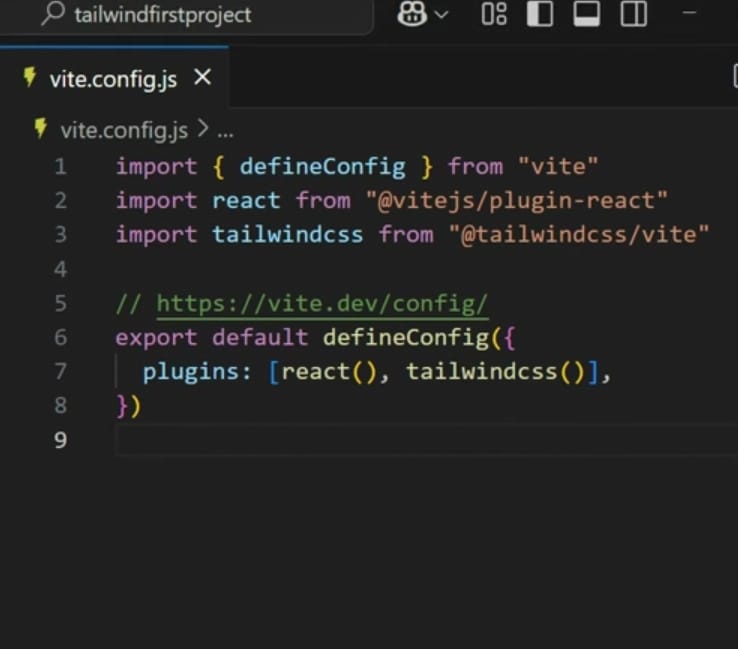 tailwindfirstproject
vite.config.js
vite.config.js > ...
1 import { defineConfig } from "vite"
2 import react from "@vitejs/plugin-react"
3 import tailwindcss from "@tailwindcss/vite"
4
5 // https://vite.dev/config/
6 export default defineConfig({
7   plugins: [react(), tailwindcss()],
8 })
9